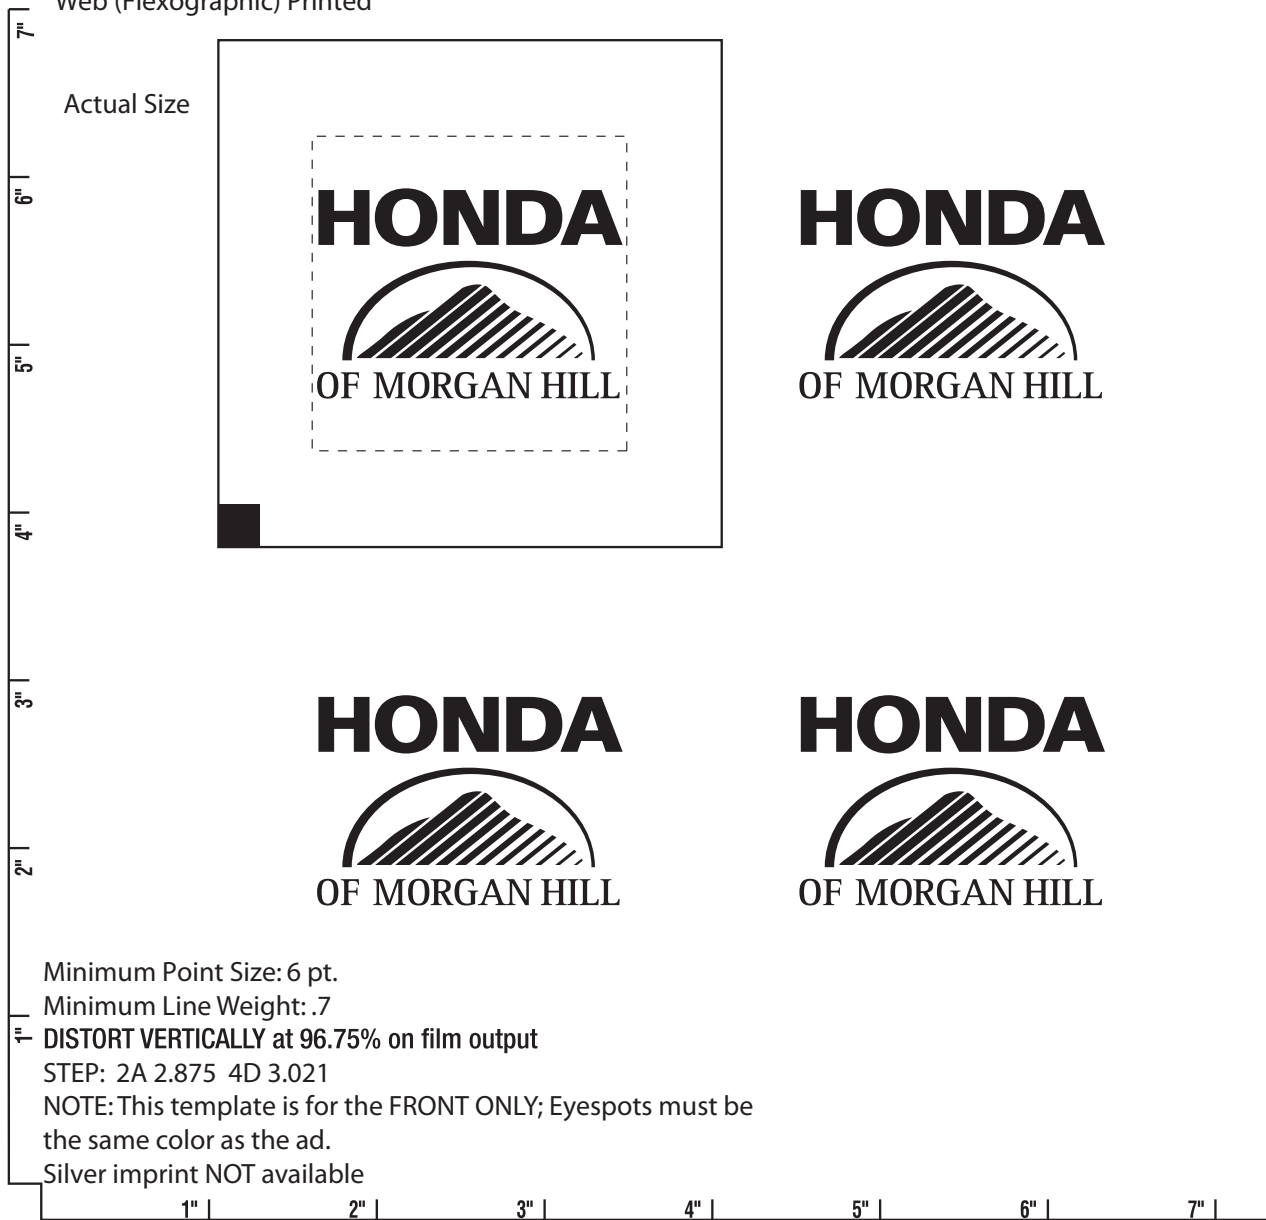 Web (Flexographic) Printed
7"
Actual Size
6"
HONDA HONDA
5"
OF MORGAN HILL OF MORGAN HILL
4"
3"
HONDA HONDA
2"
OF MORGAN HILL OF MORGAN HILL
Minimum Point Size: 6 pt.
Minimum Line Weight: .7
1"
DISTORT VERTICALLY at 96.75% on film output
STEP: 2A 2.875 4D 3.021
NOTE: This template is for the FRONT ONLY; Eyespots must be
the same color as the ad.
Silver imprint NOT available
1" 2" 3" 4" 5" 6" 7"